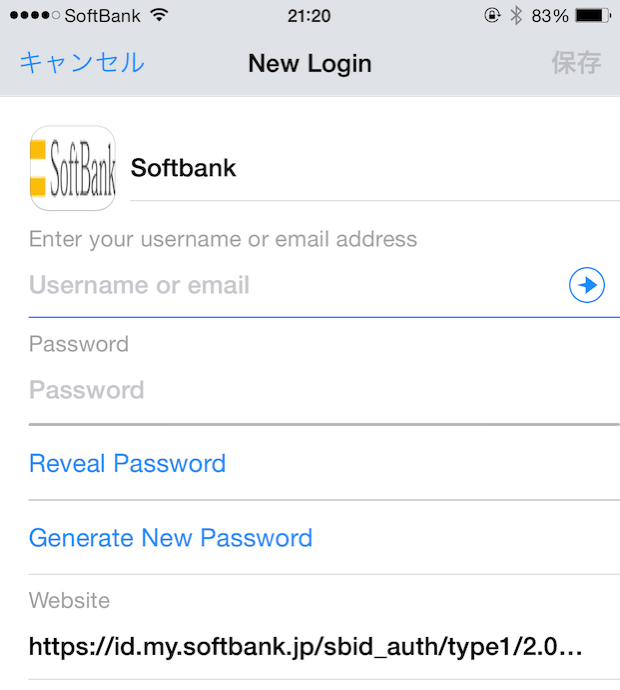 SoftBank 21:20 83%
キャンセル New Login 保存
SoftBank Softbank
Enter your username or email address
Username or email
Password
Password
Reveal Password
Generate New Password
Website
https://id.my.softbank.jp/sbid_auth/type1/2.0...